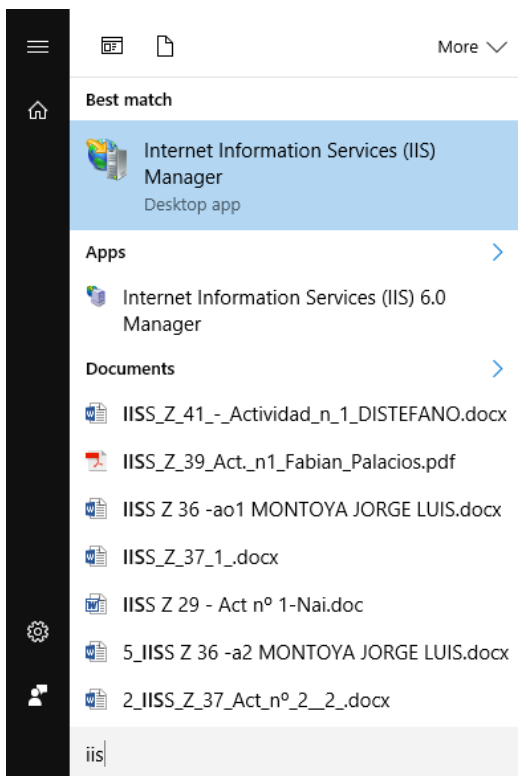 More
Best match
Internet Information Services (IIS)
Manager
Desktop app
Apps
Internet Information Services (IIS) 6.0
Manager
Documents
IISS_Z_41_-_Actividad_n_1_DISTEFANO.docx
IISS_Z_39_Act._n1_Fabian_Palacios.pdf
IISS Z 36 -ao1 MONTOYA JORGE LUIS.docx
IISS_Z_37_1_.docx
IISS Z 29 - Act nº 1-Nai.doc
5_IISS Z 36 -a2 MONTOYA JORGE LUIS.docx
2_IISS_Z_37_Act_nº_2__2_.docx
iis